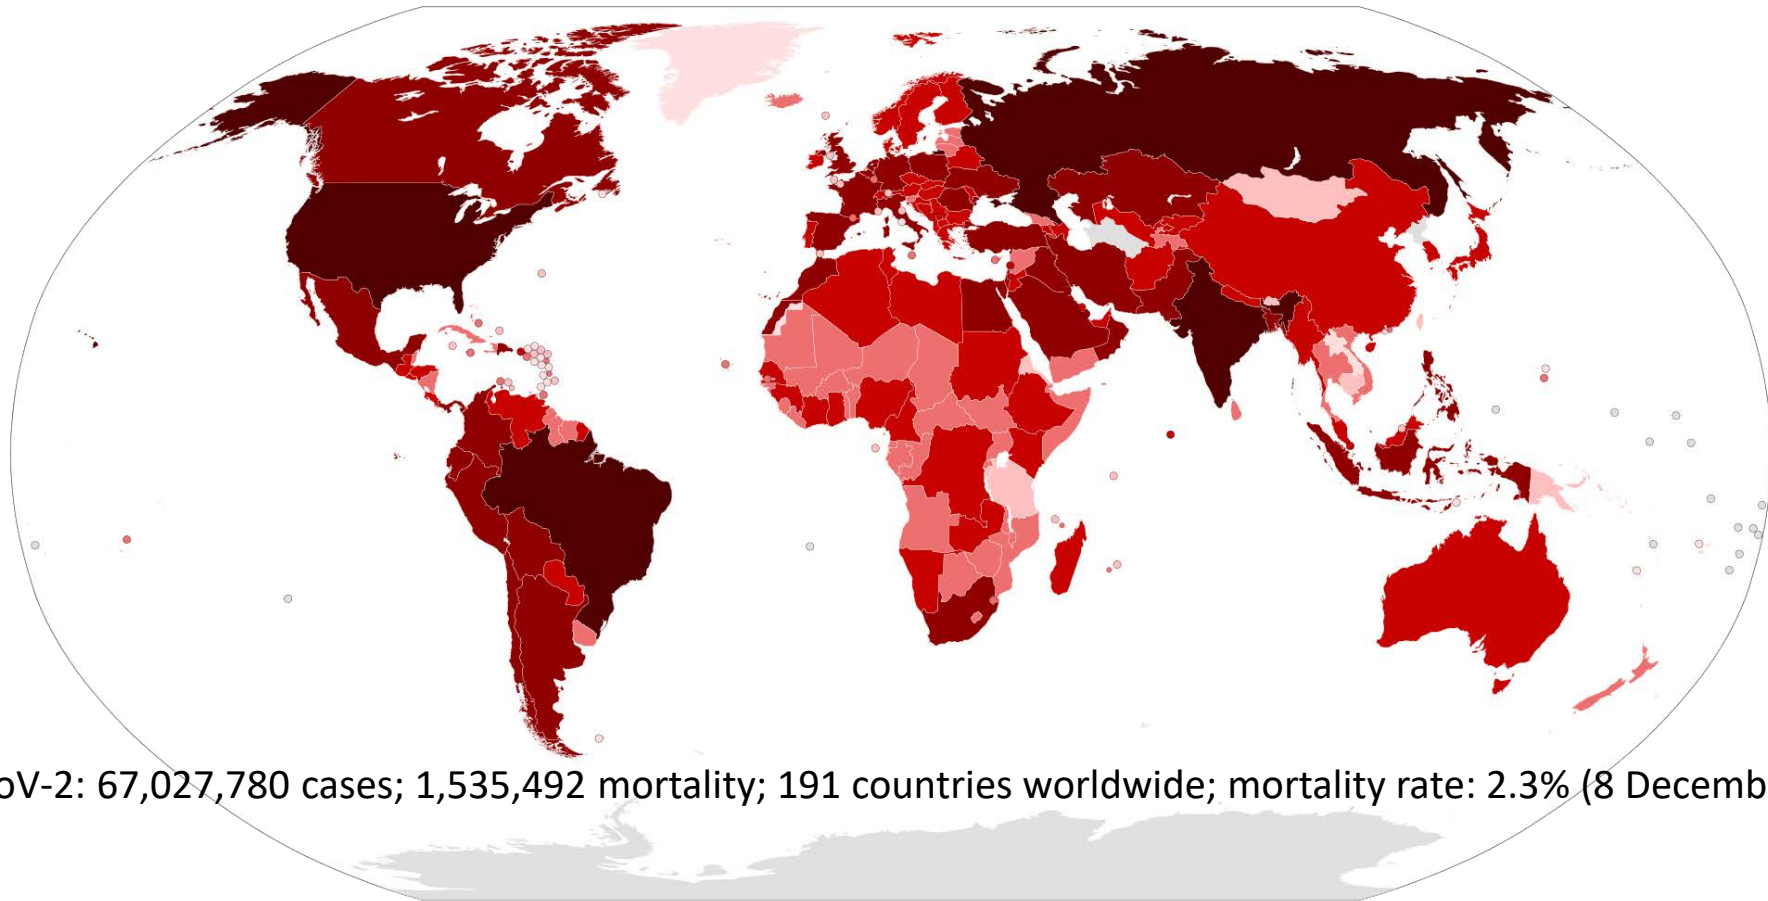 oV-2: 67,027,780 cases; 1,535,492 mortality; 191 countries worldwide; mortality rate: 2.3% (8 Decemb